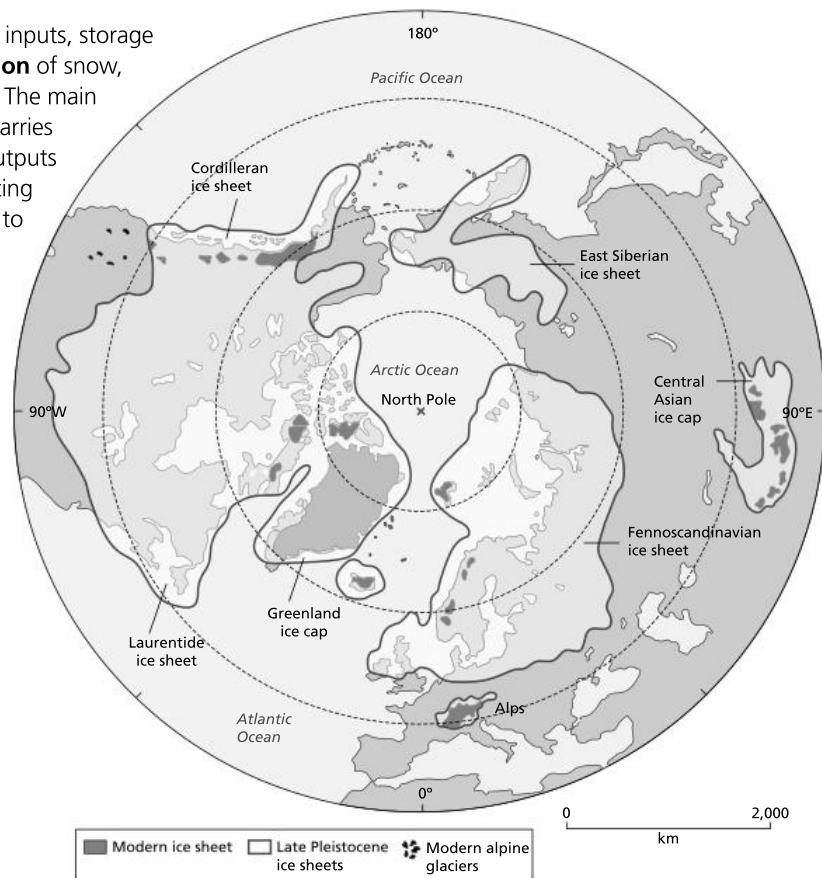 inputs, storage
on of snow,
The main
arries
utputs
ting
to
180°
Pacific Ocean
Cordilleran
ice sheet
East Siberian
ice sheet
Arctic Ocean
North Pole
Central
Asian
ice cap
90°W
90°E
Fennoscandinavian
ice sheet
Greenland
ice cap
Laurentide
ice sheet
Alps
Atlantic
Ocean
0°
0 2,000
km
Modern ice sheet
Late Pleistocene
ice sheets
Modern alpine
glaciers